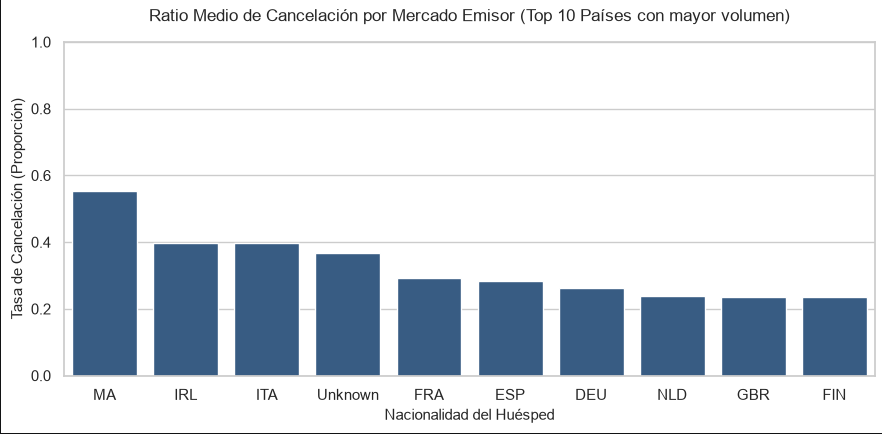 Ratio Medio de Cancelación por Mercado Emisor (Top 10 Países con mayor volumen)
Tasa de Cancelación (Proporción)
1.0
0.8
0.6
0.4
0.2
0.0
MA IRL ITA Unknown FRA ESP DEU NLD GBR FIN
Nacionalidad del Huésped